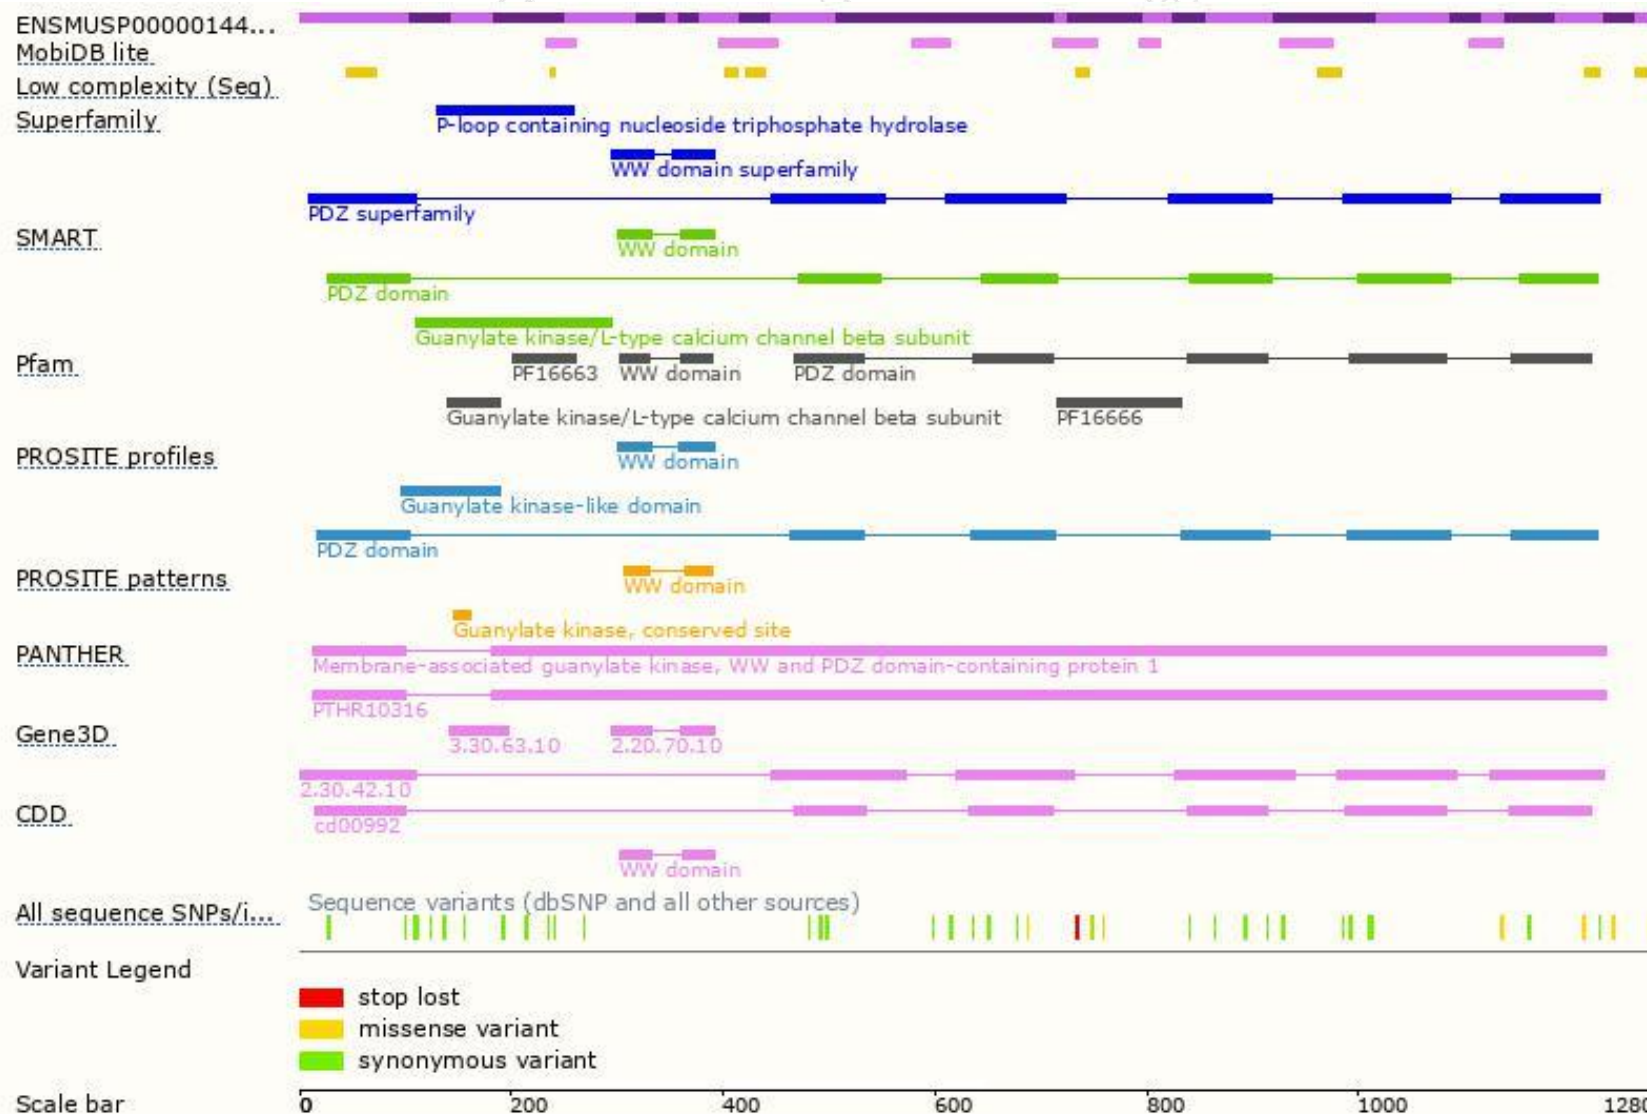 ENSMUSP00000144...
MobiDB lite
Low complexity (Seg)
Superfamily
P-loop containing nucleoside triphosphate hydrolase
WW domain superfamily
PDZ superfamily
SMART
WW domain
PDZ domain
Guanylate kinase/L-type calcium channel beta subunit
Pfam
PF16663 WW domain PDZ domain
Guanylate kinase/L-type calcium channel beta subunit PF16666
PROSITE profiles
WW domain
Guanylate kinase-like domain
PDZ domain
PROSITE patterns
WW domain
Guanylate kinase, conserved site
PANTHER
Membrane-associated guanylate kinase, WW and PDZ domain-containing protein 1
PTHR10316
Gene3D
3.30.63.10 2.20.70.10
2.30.42.10
CDD
cd00992
WW domain
Sequence variants (dbSNP and all other sources)
All sequence SNPs/i...
Variant Legend
stop lost
missense variant
synonymous variant
Scale bar 0 200 400 600 800 1000 1280